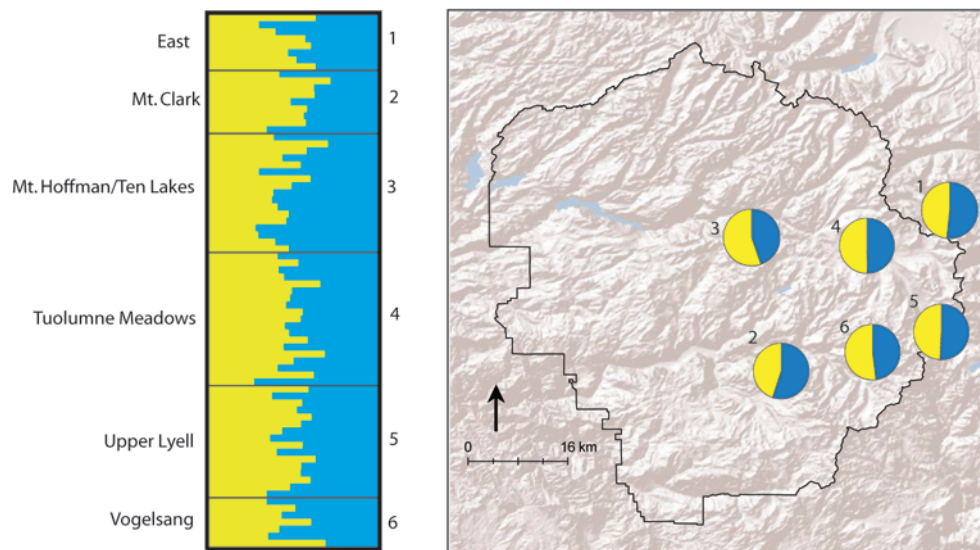 East
1
Mt. Clark
2
Mt. Hoffman/Ten Lakes
3
Tuolumne Meadows
4
Upper Lyell
5
Vogelsang
6
1
3
4
5
6
2
0
16 km